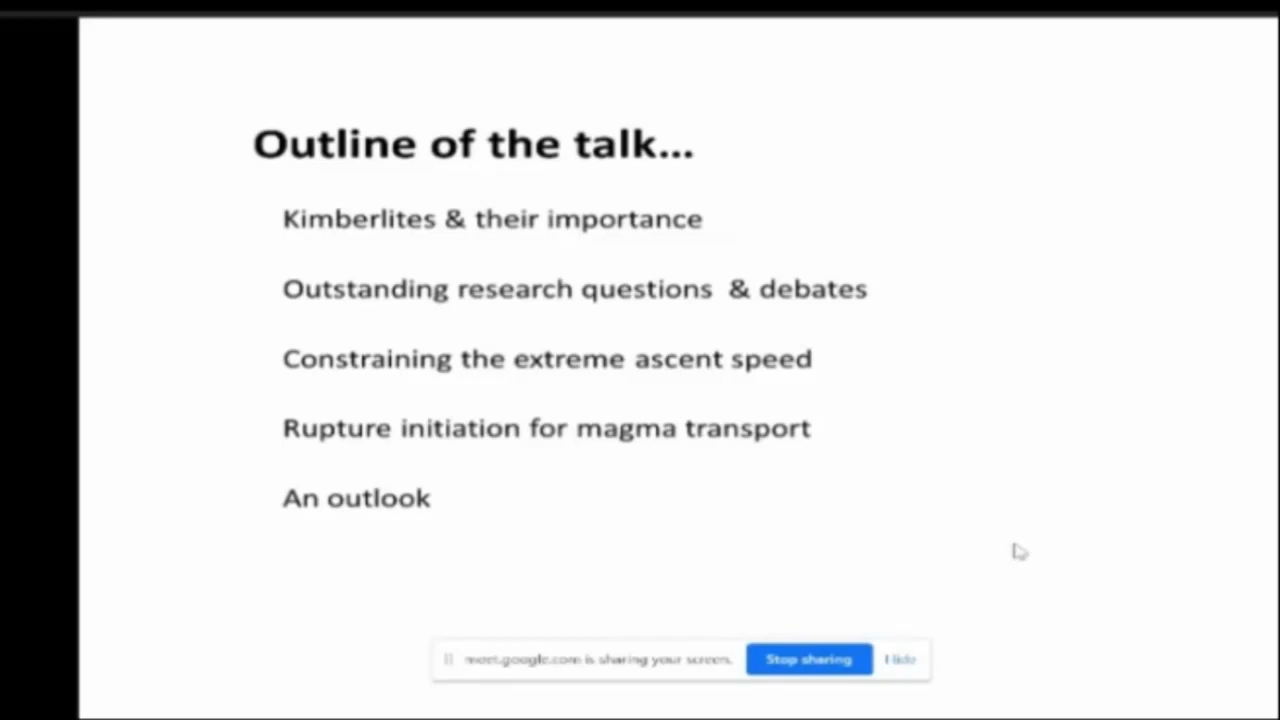 Outline of the talk...
Kimberlites & their importance
Outstanding research questions & debates
Constraining the extreme ascent speed
Rupture initiation for magma transport
An outlook
meet.google.com is sharing your screen. Stop sharing Hide